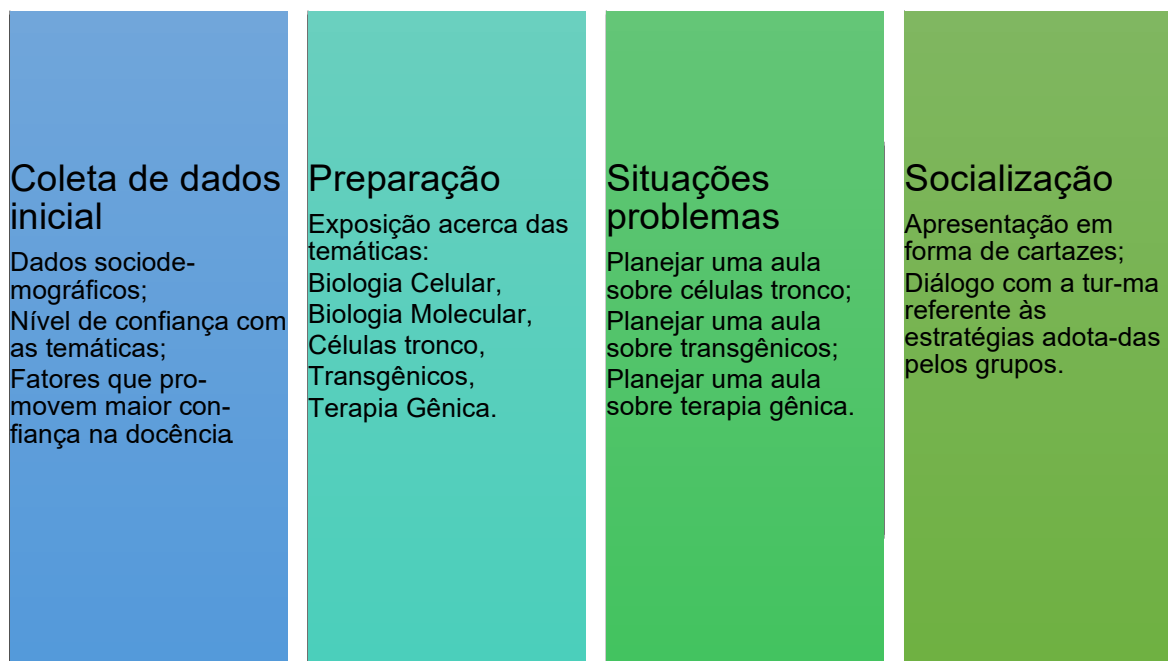 Coleta de dados
inicial
Dados sociode-
mográficos;
Nível de confiança com
as temáticas;
Fatores que pro-
movem maior con-
fiança na docência
Preparação
Exposição acerca das
temáticas:
Biologia Celular,
Biologia Molecular,
Células tronco,
Transgênicos,
Terapia Gênica.
Situações
problemas
Planejar uma aula
sobre células tronco;
Planejar uma aula
sobre transgênicos;
Planejar uma aula
sobre terapia gênica.
Socialização
Apresentação em
forma de cartazes;
Diálogo com a tur-ma
referente às
estratégias adota-das
pelos grupos.